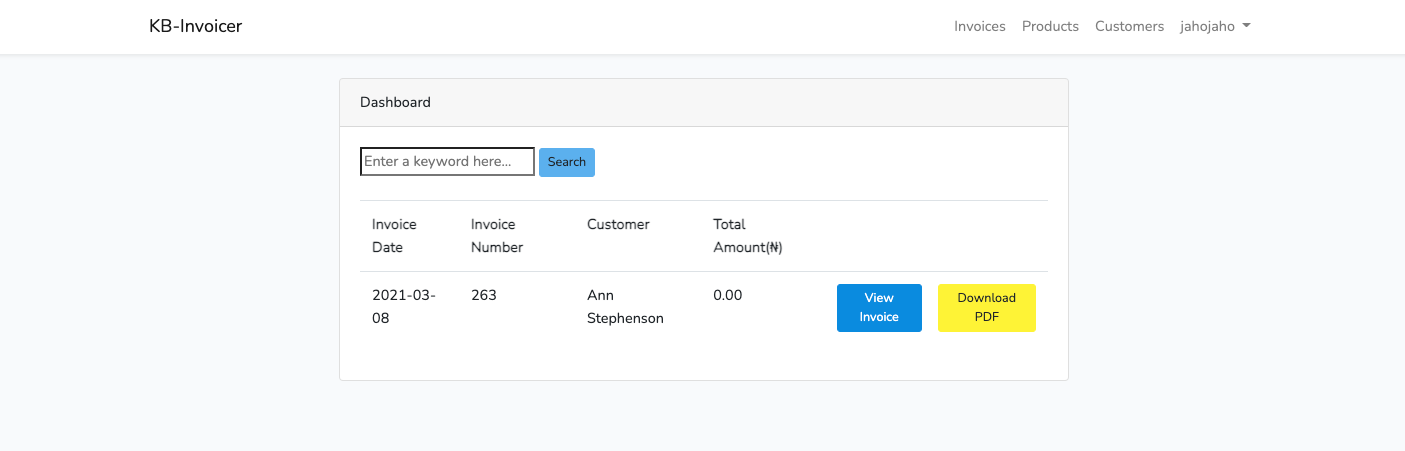 KB-Invoicer
Invoices Products Customers jahojaho
Dashboard
Enter a keyword here... Search
Invoice Invoice Customer Total
Date Number Amount(₦)
2021-03- 263 Ann 0.00 View Download
08 Stephenson Invoice PDF